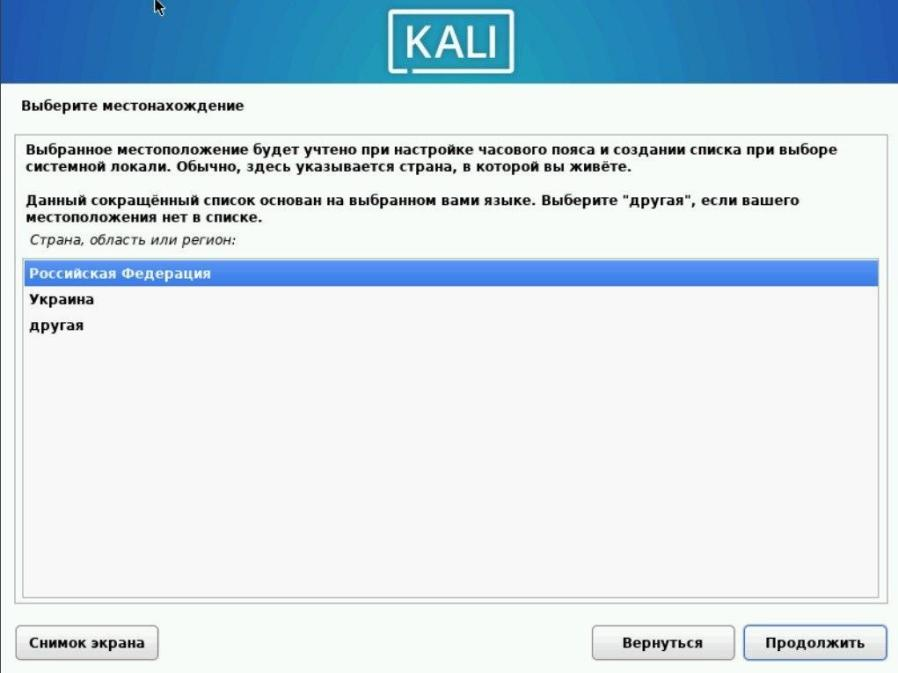 KALI
Выберите местонахождение
Выбранное местоположение будет учтено при настройке часового пояса и создании списка при выборе
системной локали. Обычно, здесь указывается страна, в которой вы живёте.
Данный сокращённый список основан на выбранном вами языке. Выберите "другая", если вашего
местоположения нет в списке.
Страна, область или регион:
Российская Федерация
Украина
другая
Снимок экрана
Вернуться
Продолжить